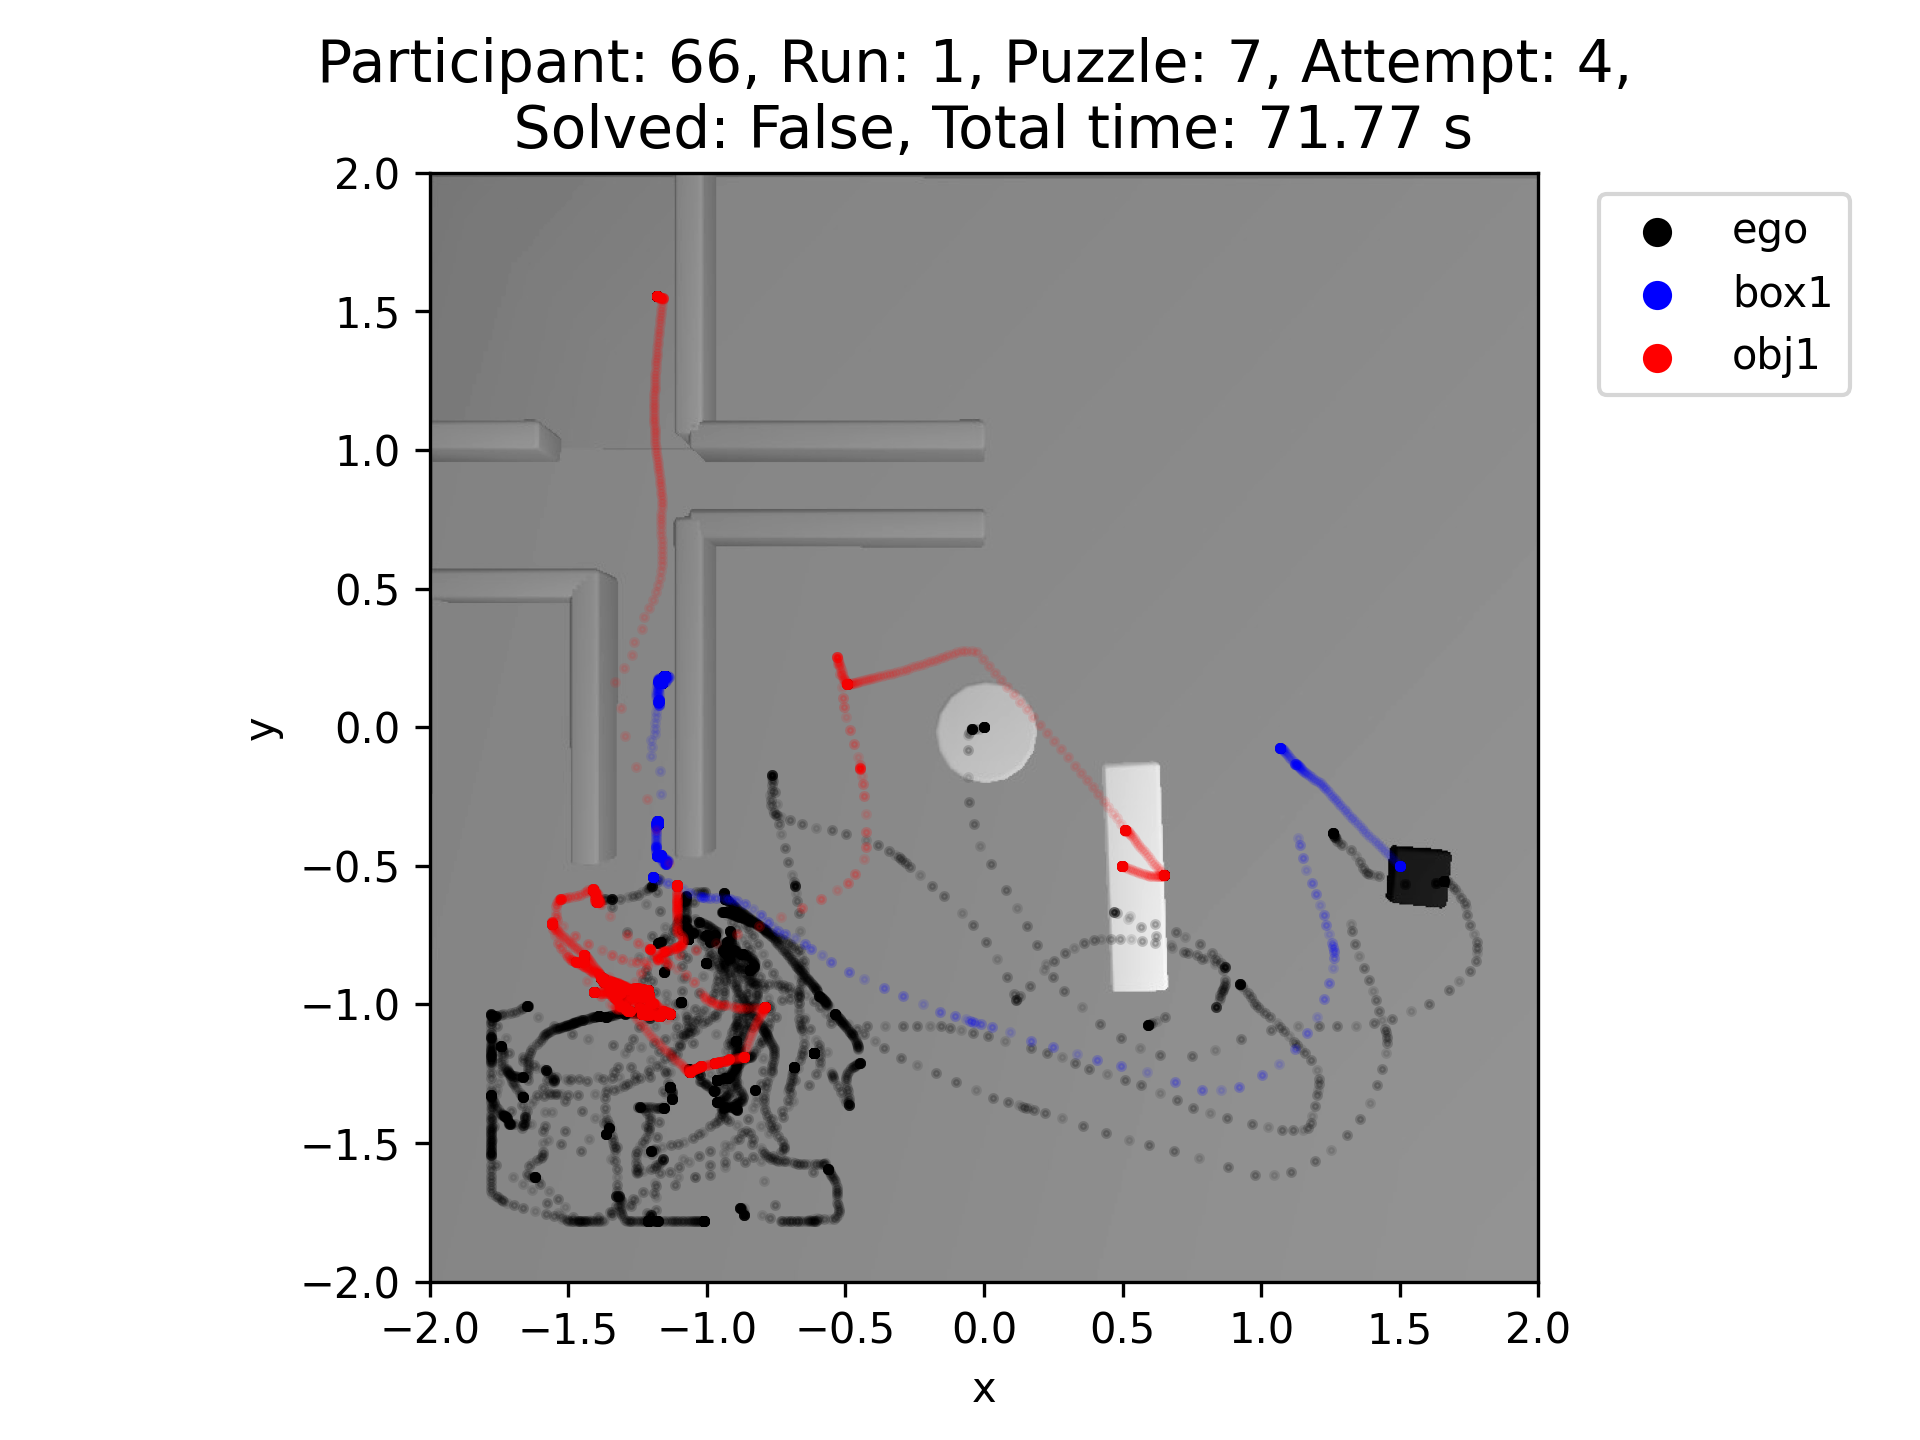 Participant: 66, Run: 1, Puzzle: 7, Attempt: 4,
Solved: False, Total time: 71.77 s
ego
box1
obj1
2.0
1.5
1.0
0.5
0.0
−0.5
−1.0
−1.5
−2.0
y
−2.0 −1.5 −1.0 −0.5 0.0 0.5 1.0 1.5 2.0
x